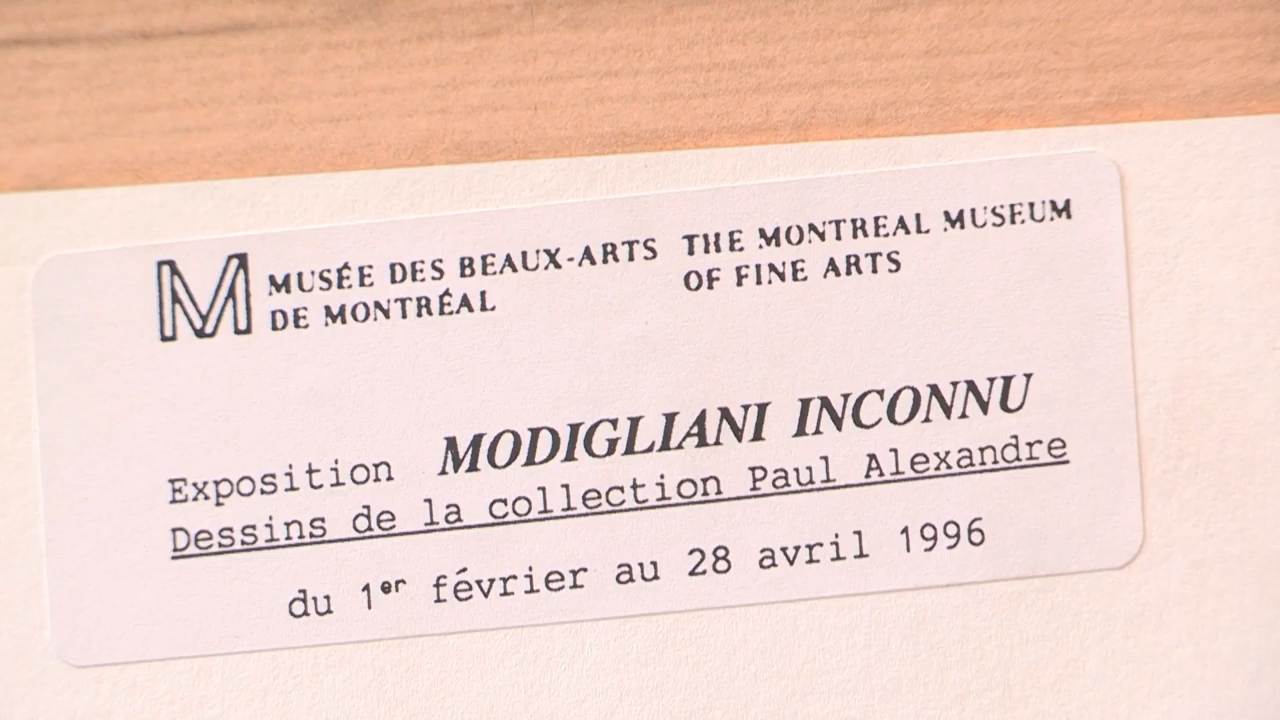 M
MUSÉE DES BEAUX-ARTS
DE MONTRÉAL
THE MONTREAL MUSEUM
OF FINE ARTS
Exposition MODIGLIANI INCONNU
Dessins de la collection Paul Alexandre
du 1er février au 28 avril 1996